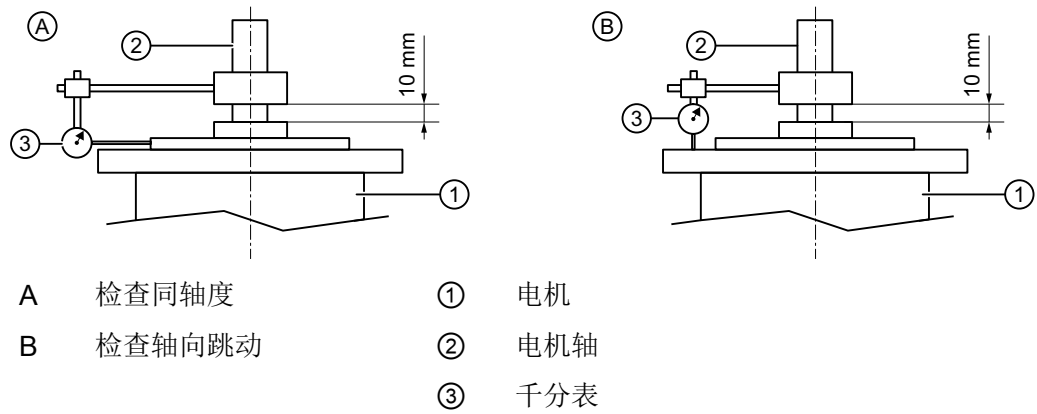 A B
② ②
10 mm 10 mm
③ ③
① ①
A 检查同轴度 ① 电机
B 检查轴向跳动 ② 电机轴
③ 千分表